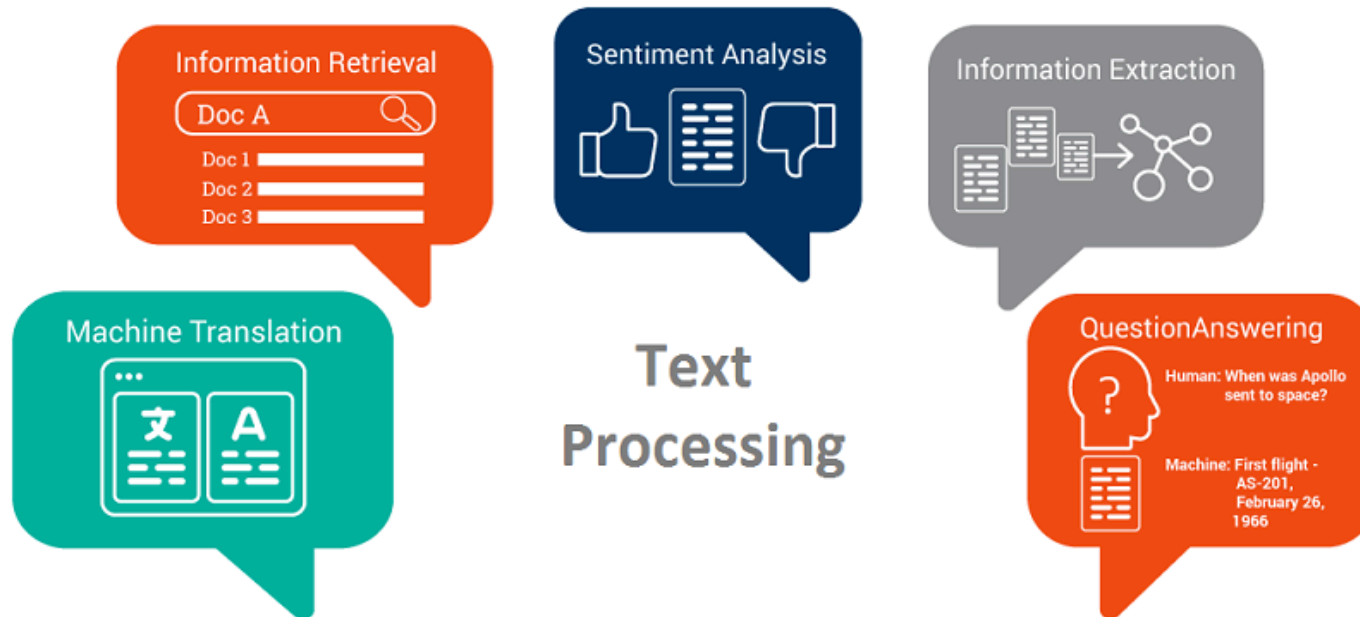 Information Retrieval
Doc A
Doc 1
Doc 2
Doc 3
Sentiment Analysis
Information Extraction
Machine Translation
文 A
Text
Processing
QuestionAnswering
?
Human: When was Apollo
sent to space?
Machine: First flight -
AS-201,
February 26,
1966